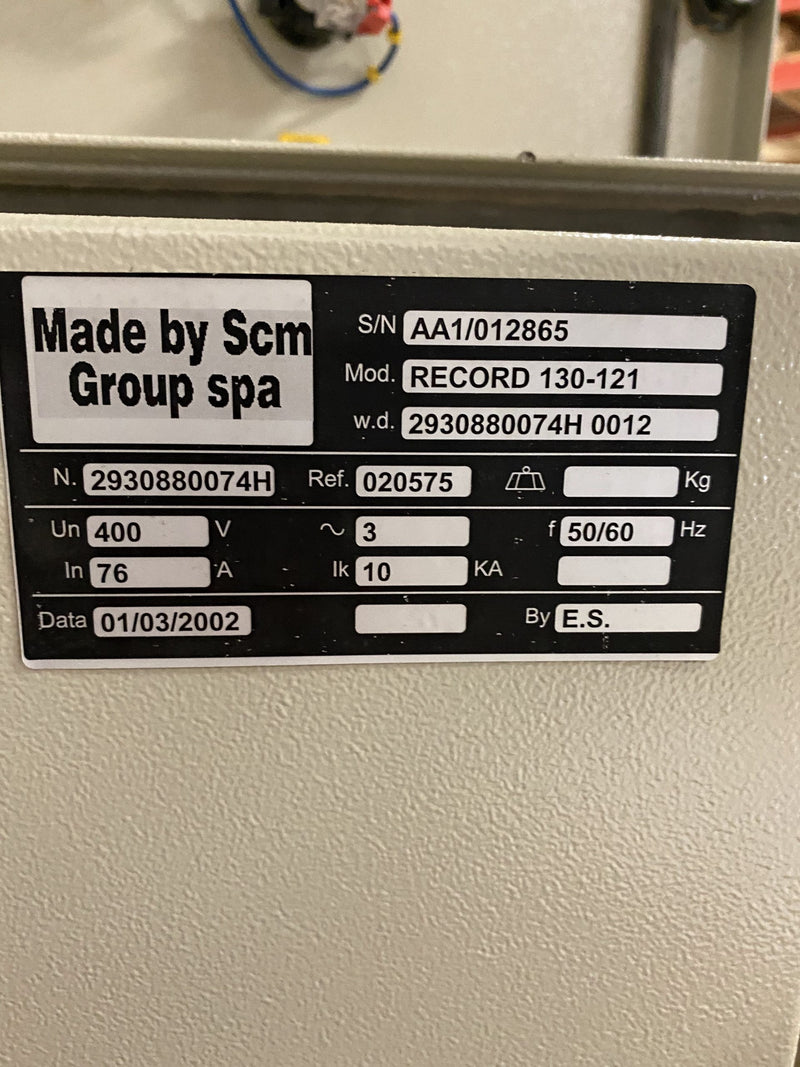 Made by Scm
Group spa
S/N AA1/012865
Mod. RECORD 130-121
w.d. 2930880074H 0012
N. 2930880074H Ref. 020575 Kg
Un 400 V ~ 3 f 50/60 Hz
In 76 A Ik 10 KA
Data 01/03/2002 By E.S.